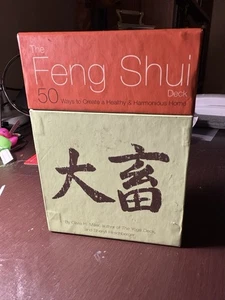 The
Feng Shui
Deck
50 Ways to Create a Healthy & Harmonious Home
大畜